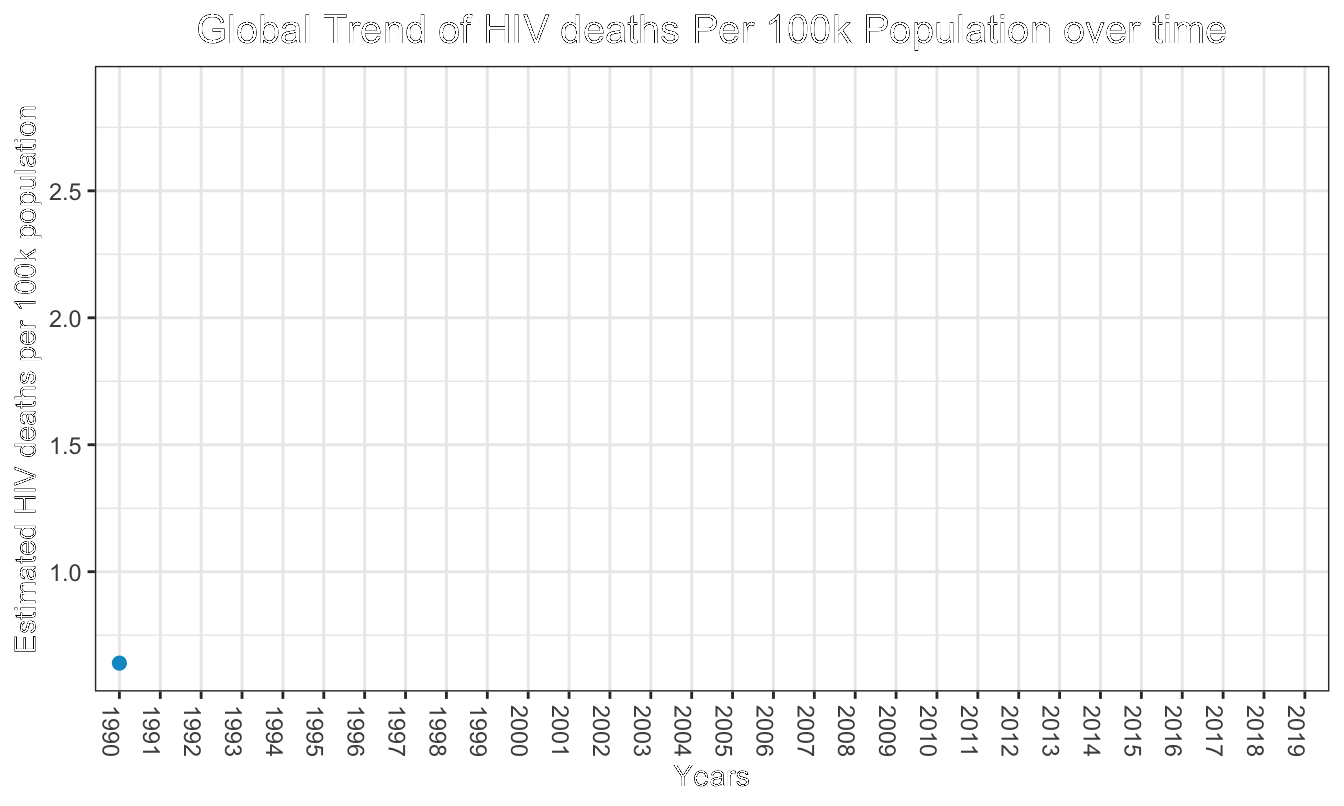 Global Trend of HIV deaths Per 100k Population over time
Estimated HIV deaths per 100k population
2.5
2.0
1.5
1.0
1990 1991 1992 1993 1994 1995 1996 1997 1998 1999 2000 2001 2002 2003 2004 2005 2006 2007 2008 2009 2010 2011 2012 2013 2014 2015 2016 2017 2018 2019
Years